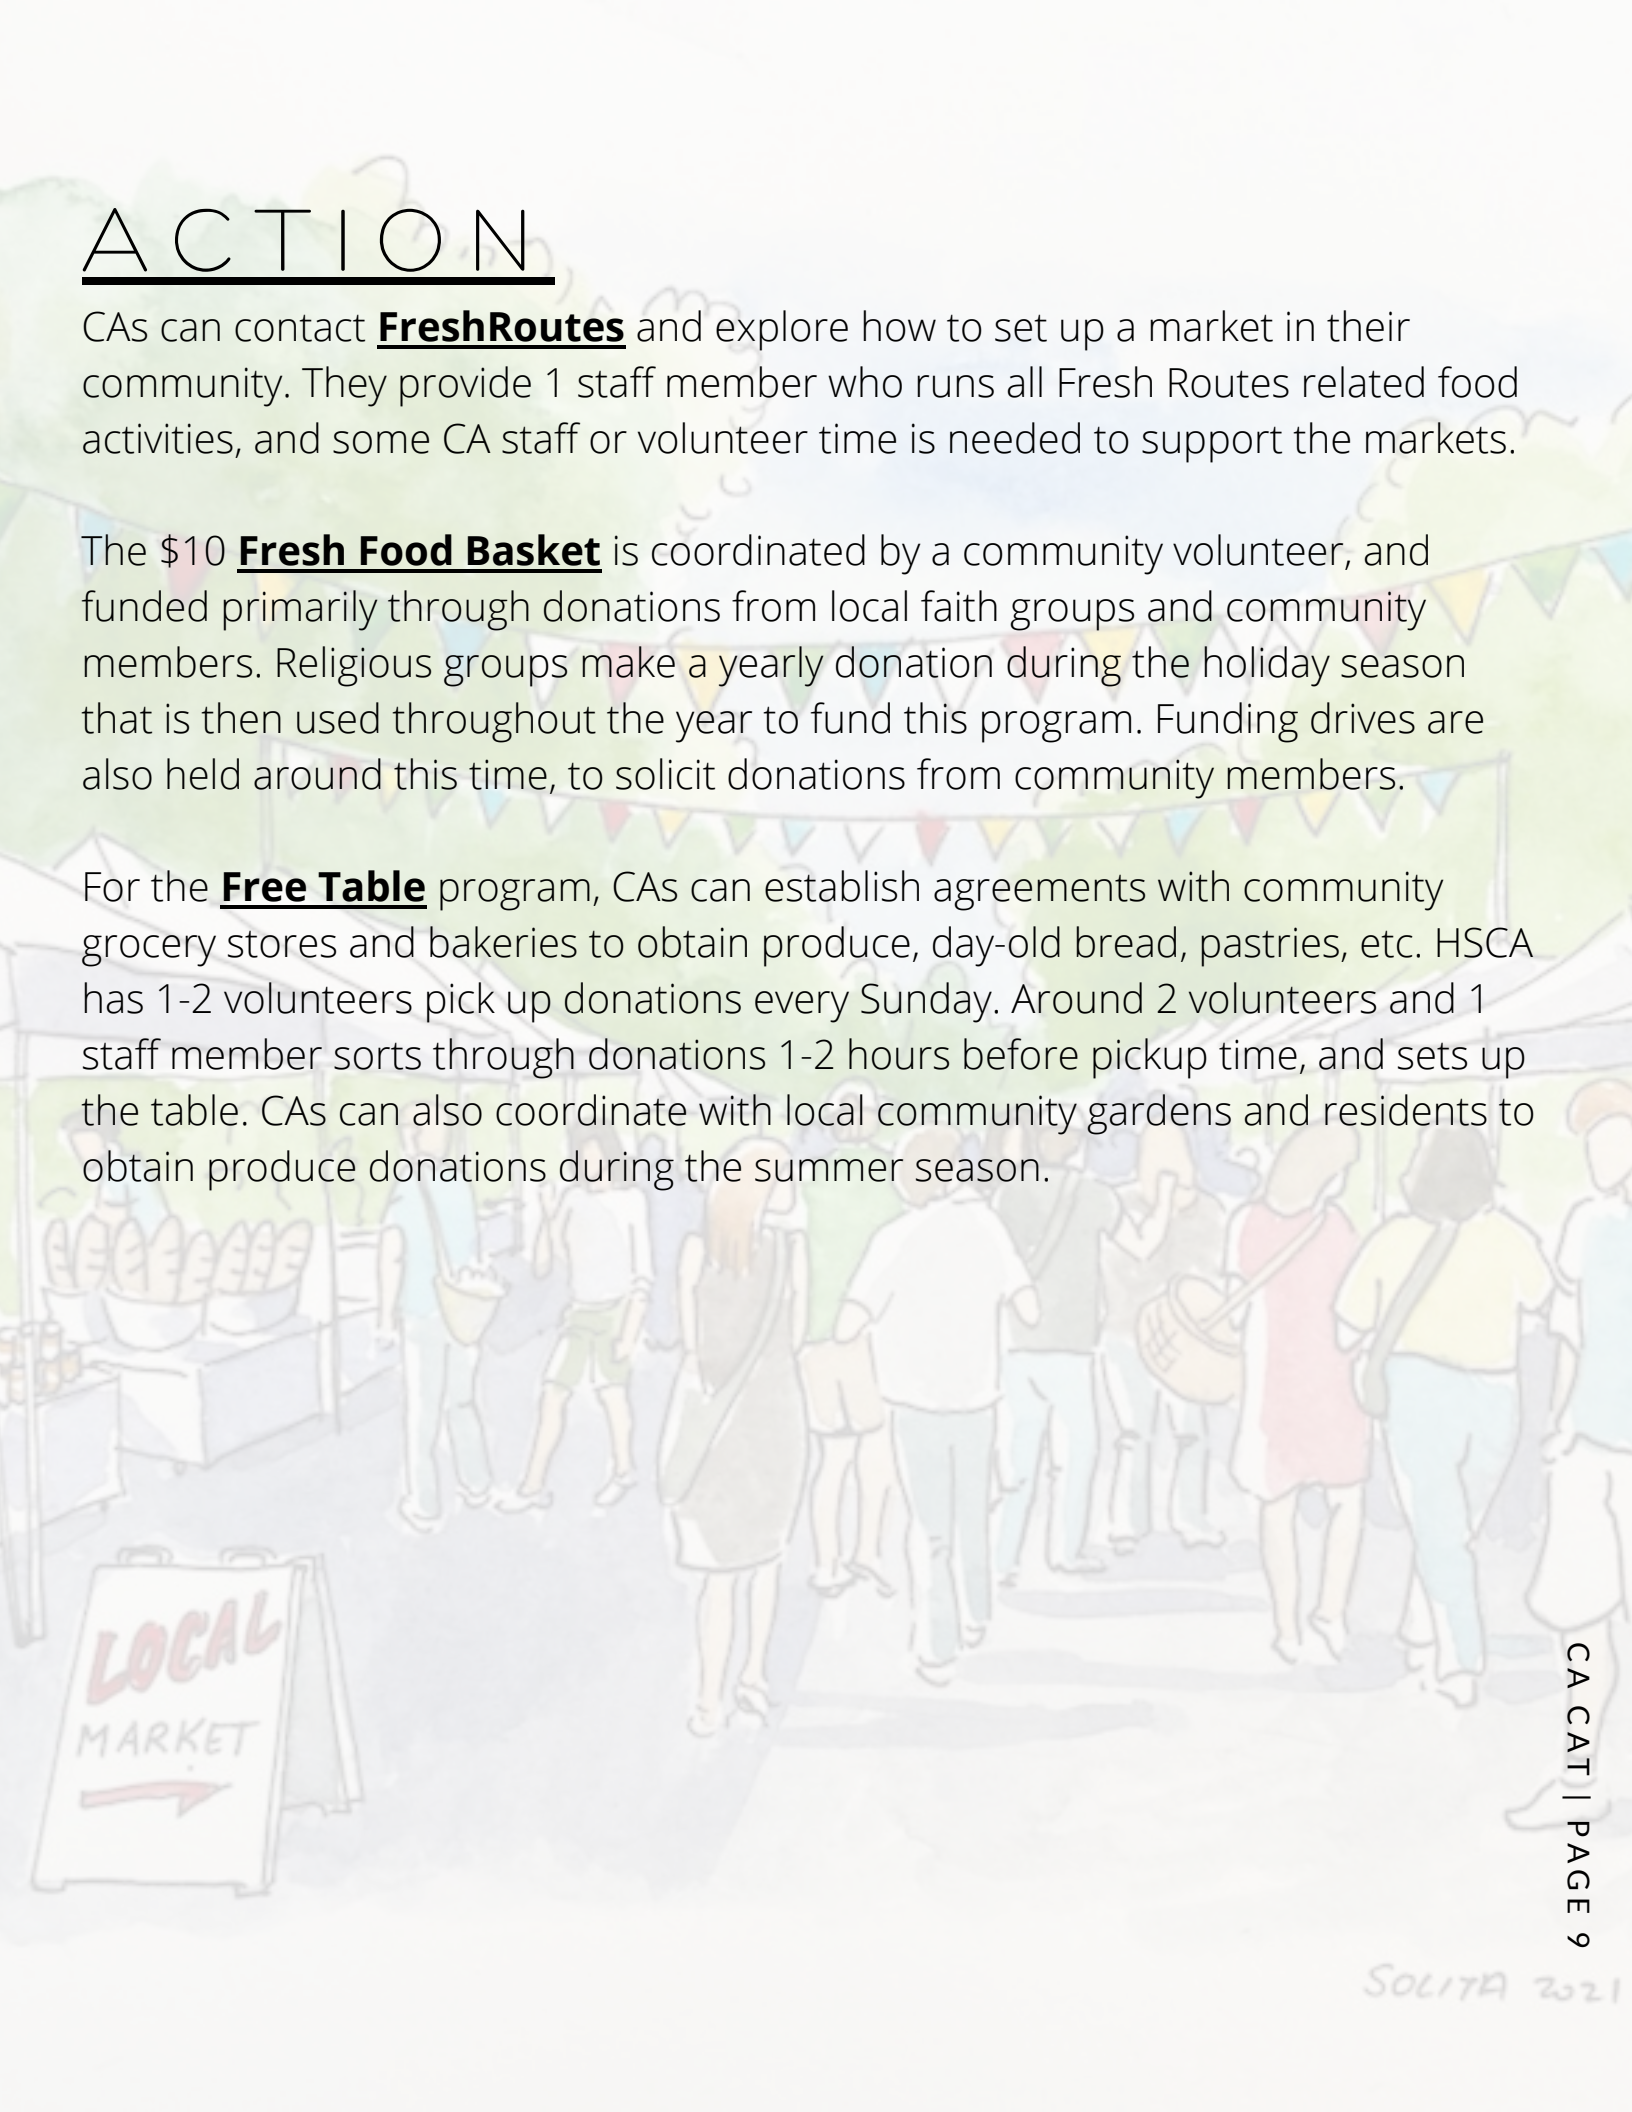 ACTION
CAs can contact FreshRoutes and explore how to set up a market in their
community. They provide 1 staff member who runs all Fresh Routes related food
activities, and some CA staff or volunteer time is needed to support the markets.
The $10 Fresh Food Basket is coordinated by a community volunteer, and
funded primarily through donations from local faith groups and community
members. Religious groups make a yearly donation during the holiday season
that is then used throughout the year to fund this program. Funding drives are
also held around this time, to solicit donations from community members.
For the Free Table program, CAs can establish agreements with community
grocery stores and bakeries to obtain produce, day-old bread, pastries, etc. HSCA
has 1-2 volunteers pick up donations every Sunday. Around 2 volunteers and 1
staff member sorts through donations 1-2 hours before pickup time, and sets up
the table. CAs can also coordinate with local community gardens and residents to
obtain produce donations during the summer season.
LOCAL
MARKET
CA CAT| PAGE 9
SOLITA 2021